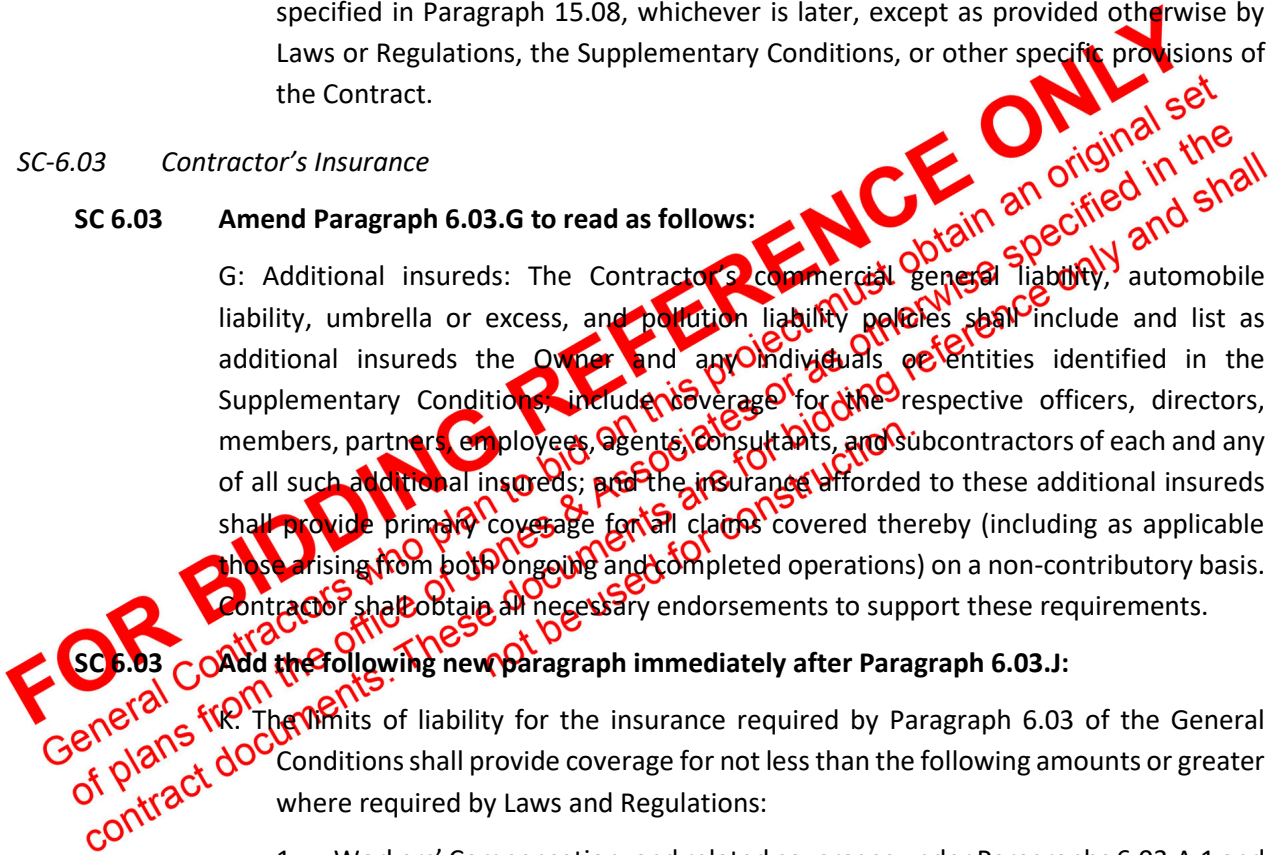 specified in Paragraph 15.08, whichever is later, except as provided otherwise by
Laws or Regulations, the Supplementary Conditions, or other specific provisions of
the Contract.
SC-6.03 Contractor's Insurance
SC 6.03 Amend Paragraph 6.03.G to read as follows:
G: Additional insureds: The Contractor's commercial general liability, automobile
liability, umbrella or excess, and pollution liability policies shall include and list as
additional insureds the Owner and any individuals or entities identified in the
Supplementary Conditions; include coverage for the respective officers, directors,
members, partners, employees, agents, consultants, and subcontractors of each and any
of all such additional insureds; and the insurance afforded to these additional insureds
shall provide primary coverage for all claims covered thereby (including as applicable
those arising from both ongoing and completed operations) on a non-contributory basis.
Contractor shall obtain all necessary endorsements to support these requirements.
SC 6.03 Add the following new paragraph immediately after Paragraph 6.03.J:
K. The limits of liability for the insurance required by Paragraph 6.03 of the General
Conditions shall provide coverage for not less than the following amounts or greater
where required by Laws and Regulations:
1. Workers' Compensation, and related coverage under Paragraphs 6.03.A.1 and
FOR BIDDING REFERENCE ONLY
General Contractors who plan to bid on this project must obtain an original set
of plans from the office of Jones & Associates or as otherwise specified in the
contract documents. These documents are for bidding reference only and shall
not be used for construction.